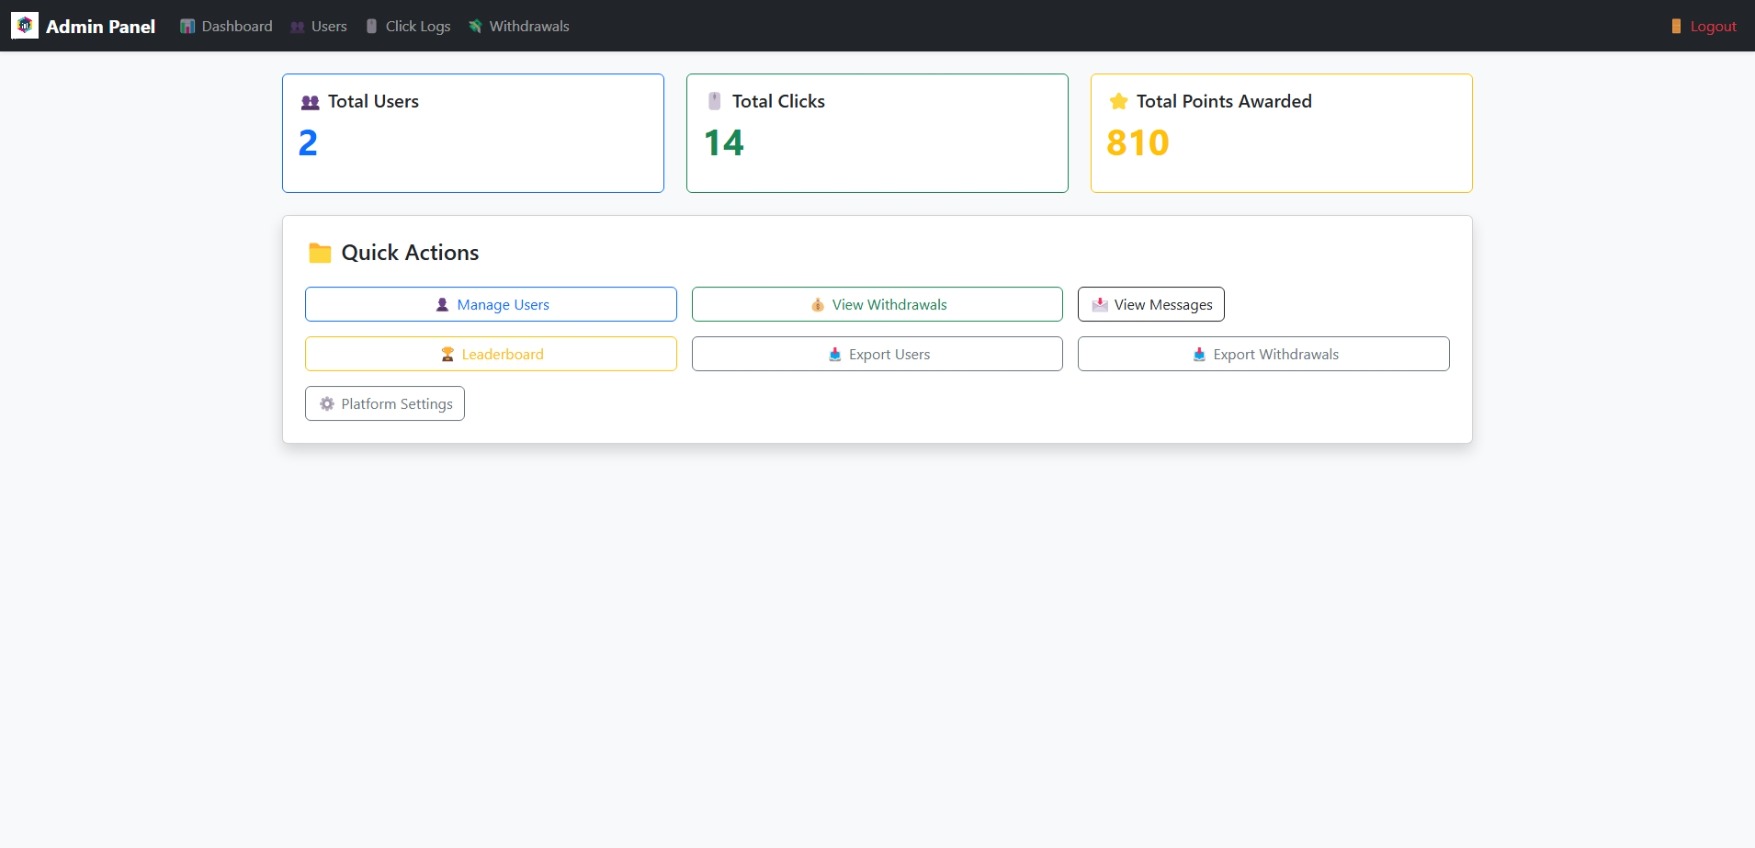 Admin Panel Dashboard Users Click Logs Withdrawals Logout
Total Users
2
Total Clicks
14
Total Points Awarded
810
Quick Actions
Manage Users View Withdrawals View Messages
Leaderboard Export Users Export Withdrawals
Platform Settings